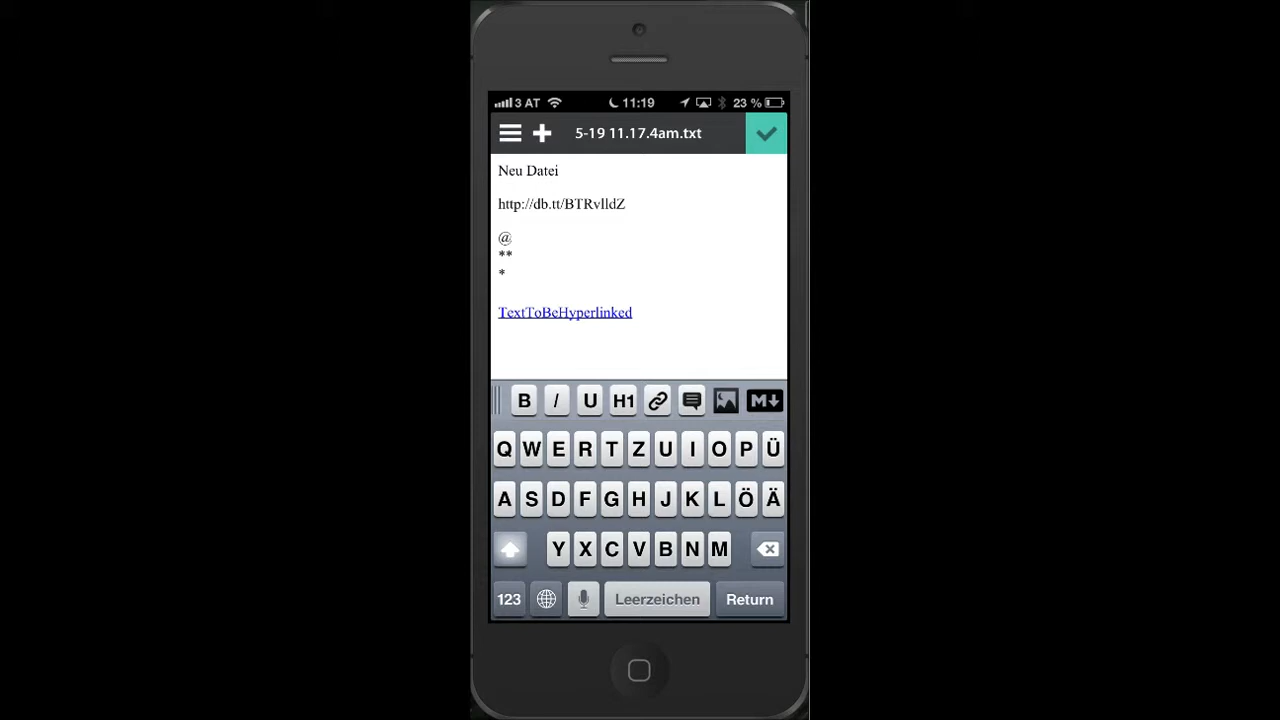 3 AT 11:19 23 %
5-19 11.17.4am.txt
Neu Datei
http://db.tt/BTRvlldZ
@
**
*
TextToBeHyperlinked
B / U H1 M
Q W E R T Z U I O P Ü
A S D F G H J K L Ö Ä
Y X C V B N M
123 Leerzeichen Return